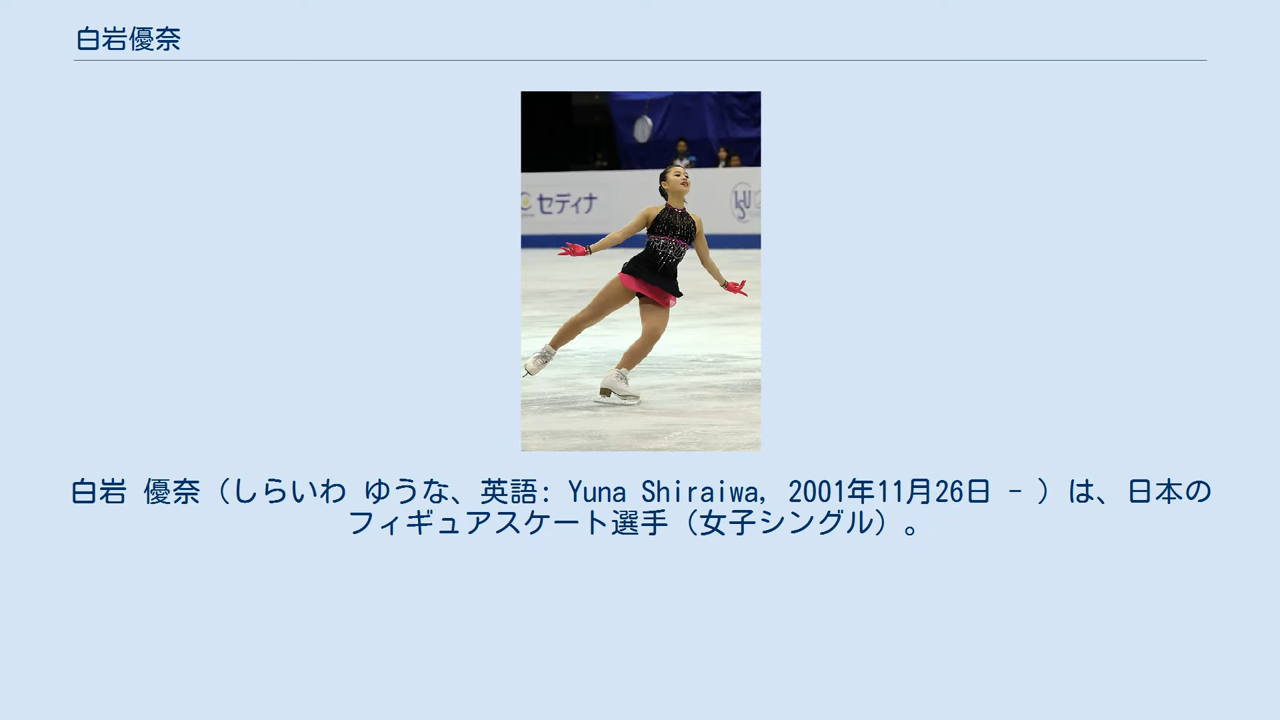 白岩優奈
セディナ
ISU
白岩 優奈（しらいわ ゆうな、英語: Yuna Shiraiwa, 2001年11月26日 - ）は、日本の
フィギュアスケート選手（女子シングル）。